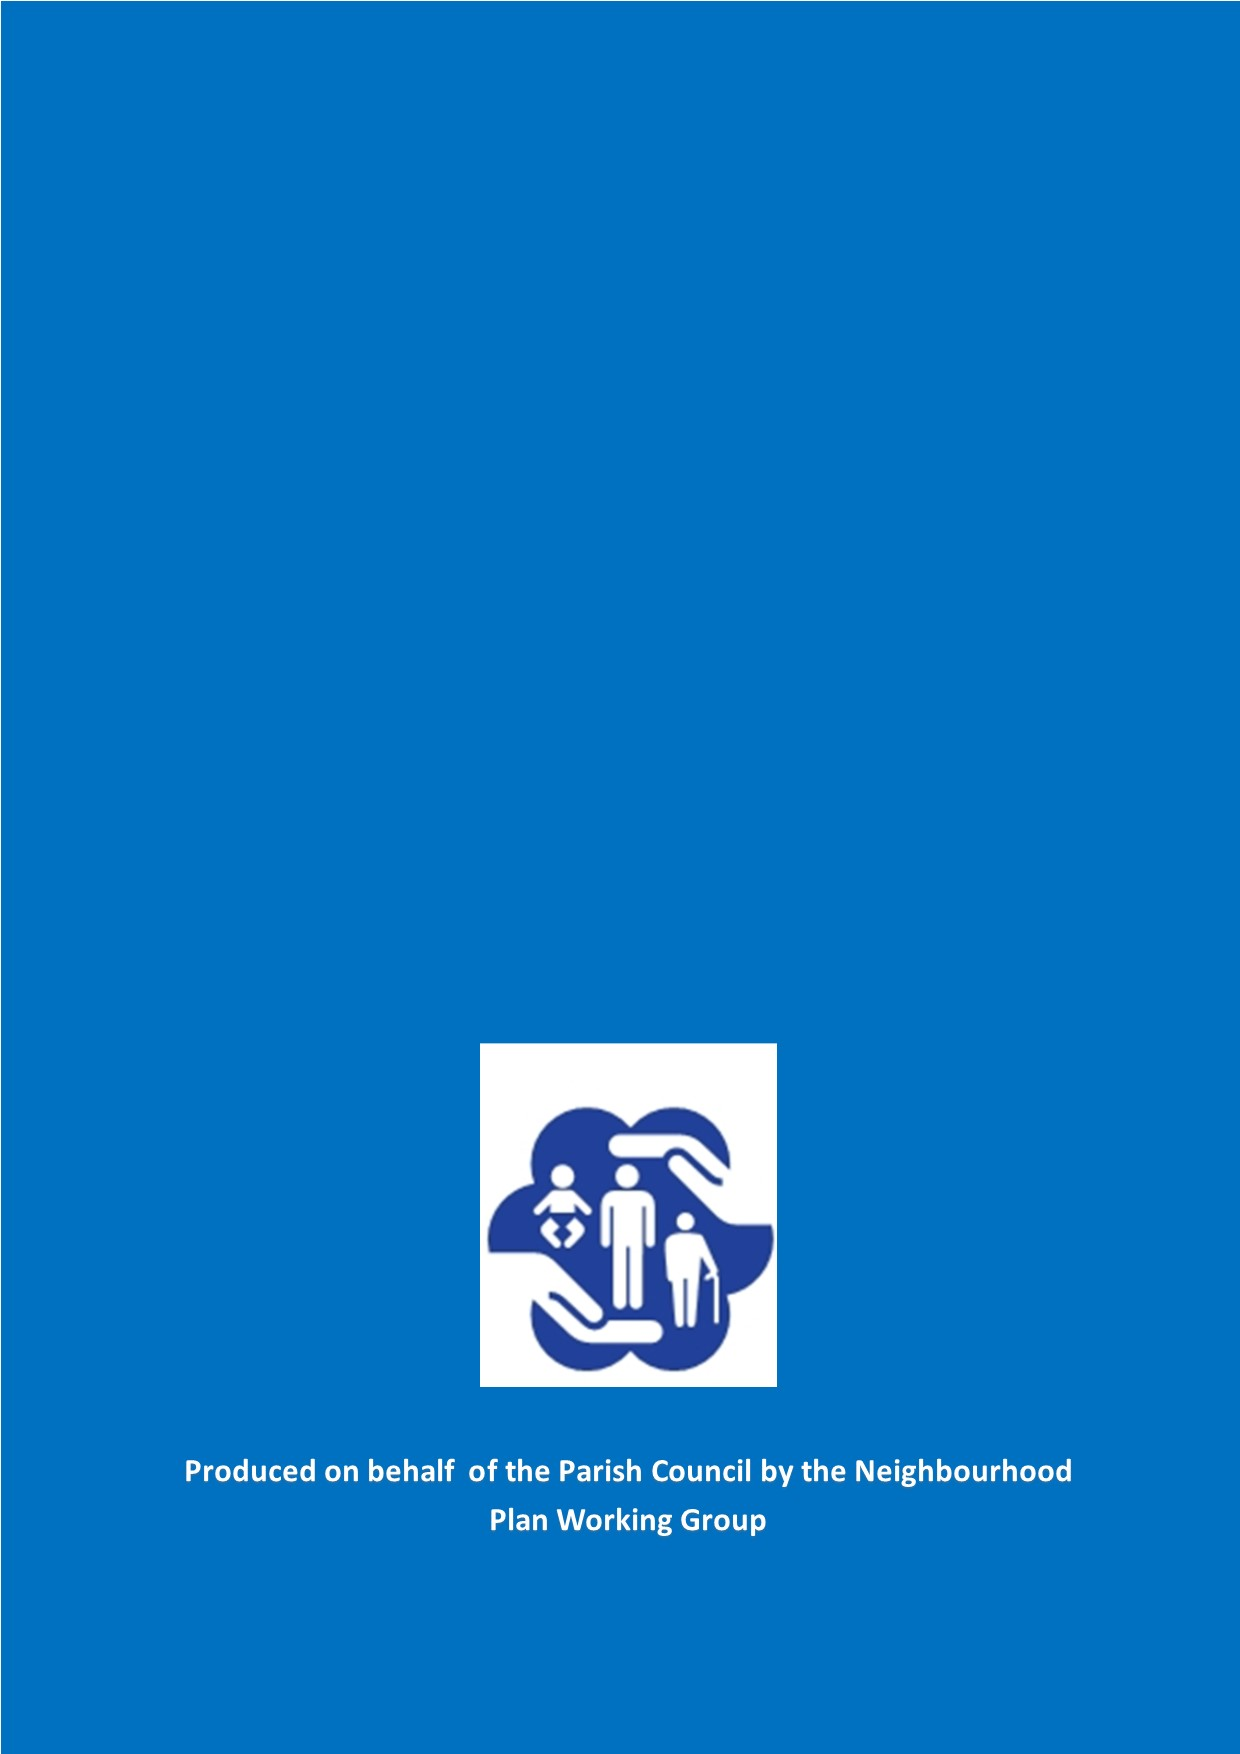 Produced on behalf of the Parish Council by the Neighbourhood
Plan Working Group